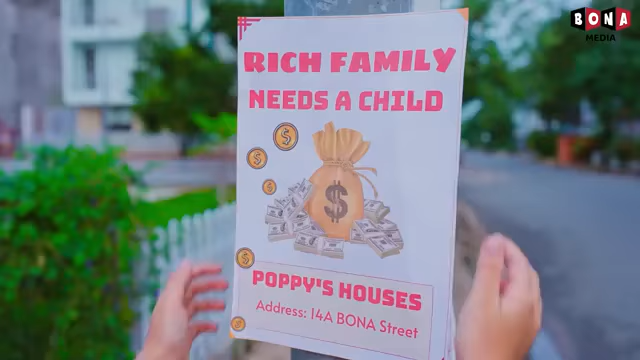 BONA
MEDIA
RICH FAMILY
NEEDS A CHILD
POPPY'S HOUSES
Address: 14A BONA Street